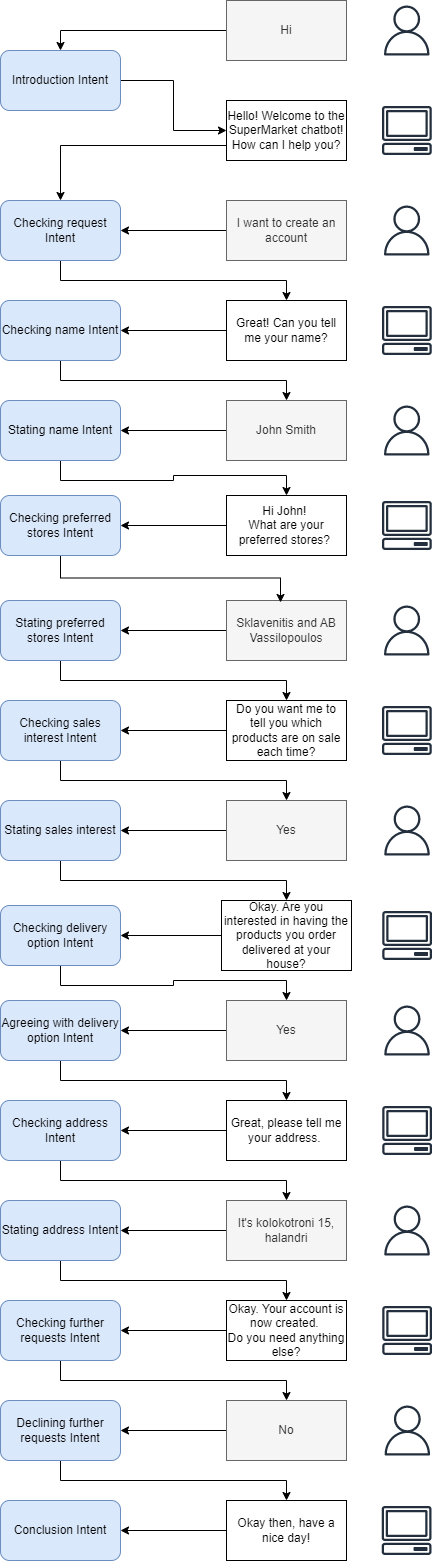 Hi
Introduction Intent
Hello! Welcome to the
SuperMarket chatbot!
How can I help you?
Checking request
Intent
I want to create an
account
Checking name Intent
Great! Can you tell
me your name?
Stating name Intent
John Smith
Checking preferred
stores Intent
Hi John!
What are your
preferred stores?
Stating preferred
stores Intent
Sklavenitis and AB
Vassilopoulos
Checking sales
interest Intent
Do you want me to
tell you which
products are on sale
each time?
Stating sales interest
Yes
Checking delivery
option Intent
Okay. Are you
interested in having the
products you order
delivered at your
house?
Agreeing with delivery
option Intent
Yes
Checking address
Intent
Great, please tell me
your address.
Stating address Intent
It's kolokotroni 15,
halandri
Checking further
requests Intent
Okay. Your account is
now created.
Do you need anything
else?
Declining further
requests Intent
No
Conclusion Intent
Okay then, have a
nice day!